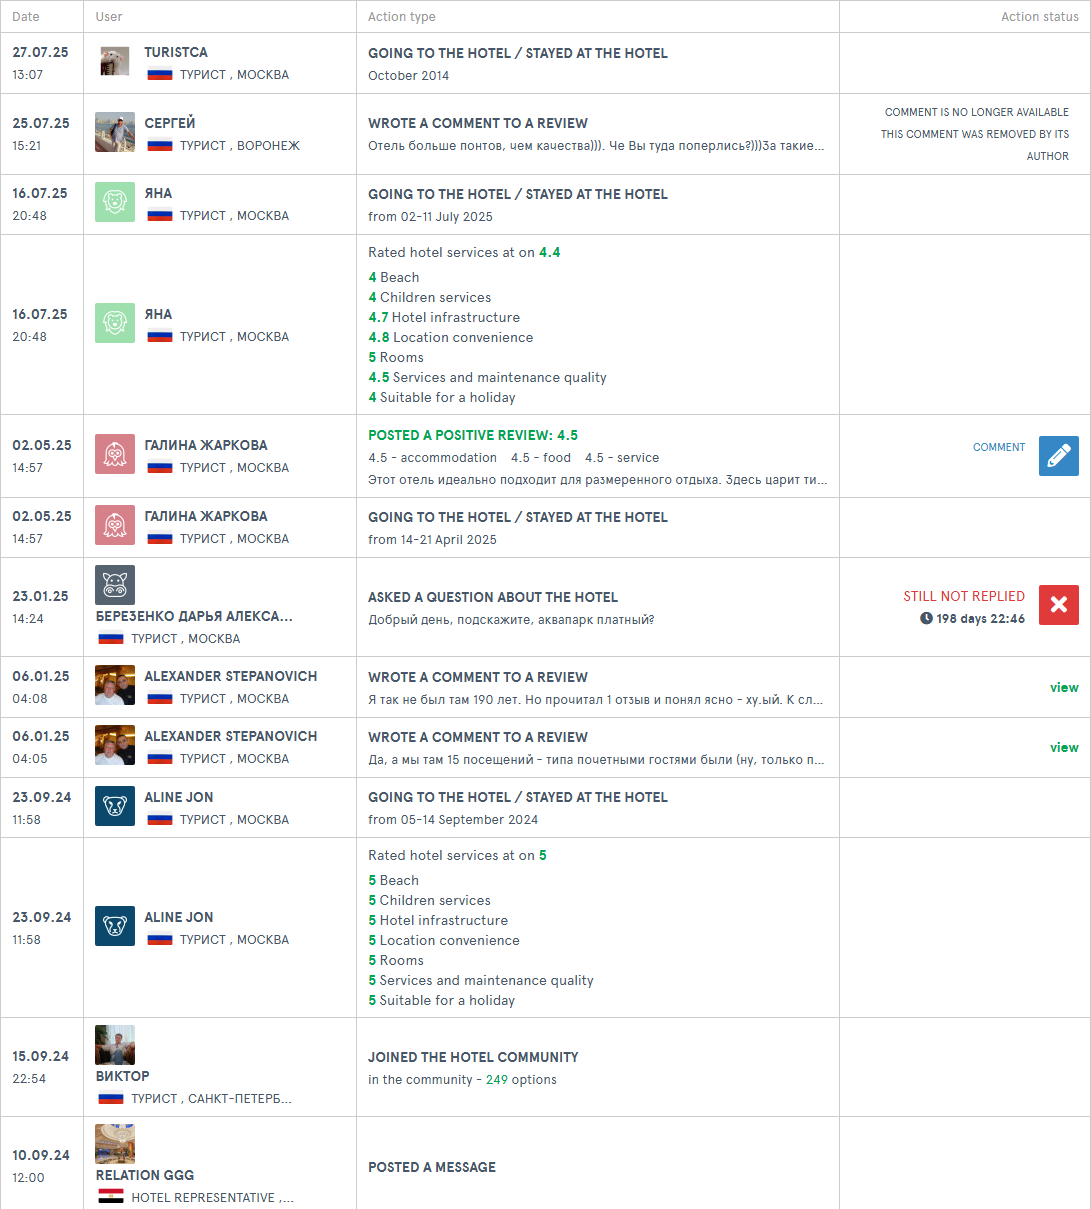 Date User Action type Action status
27.07.25 TURISTCA GOING TO THE HOTEL / STAYED AT THE HOTEL
13:07 ТУРИСТ , МОСКВА October 2014
COMMENT IS NO LONGER AVAILABLE
25.07.25 СЕРГЕЙ WROTE A COMMENT TO A REVIEW
THIS COMMENT WAS REMOVED BY ITS
15:21 ТУРИСТ , ВОРОНЕЖ Отель больше понтов, чем качества))). Че Вы туда поперлись?)))За такие...
AUTHOR
16.07.25 ЯНА GOING TO THE HOTEL / STAYED AT THE HOTEL
20:48 ТУРИСТ , МОСКВА from 02-11 July 2025
Rated hotel services at on 4.4
4 Beach
4 Children services
16.07.25 ЯНА 4.7 Hotel infrastructure
20:48 ТУРИСТ , МОСКВА 4.8 Location convenience
5 Rooms
4.5 Services and maintenance quality
4 Suitable for a holiday
POSTED A POSITIVE REVIEW: 4.5
02.05.25 ГАЛИНА ЖАРКОВА COMMENT
4.5 - accommodation 4.5 - food 4.5 - service
14:57 ТУРИСТ , МОСКВА
Этот отель идеально подходит для размеренного отдыха. Здесь царит ти...
02.05.25 ГАЛИНА ЖАРКОВА GOING TO THE HOTEL / STAYED AT THE HOTEL
14:57 ТУРИСТ , МОСКВА from 14-21 April 2025
23.01.25 ASKED A QUESTION ABOUT THE HOTEL STILL NOT REPLIED
14:24 БЕРЕЗЕНКО ДАРЬЯ АЛЕКСА... Добрый день, подскажите, аквапарк платный? 198 days 22:46
ТУРИСТ , МОСКВА
06.01.25 ALEXANDER STEPANOVICH WROTE A COMMENT TO A REVIEW
view
04:08 ТУРИСТ , МОСКВА Я так не был там 190 лет. Но прочитал 1 отзыв и понял ясно - ху.ый. К сл...
06.01.25 ALEXANDER STEPANOVICH WROTE A COMMENT TO A REVIEW
view
04:05 ТУРИСТ , МОСКВА Да, а мы там 15 посещений - типа почетными гостями были (ну, только п...
23.09.24 ALINE JON GOING TO THE HOTEL / STAYED AT THE HOTEL
11:58 ТУРИСТ , МОСКВА from 05-14 September 2024
Rated hotel services at on 5
5 Beach
5 Children services
23.09.24 ALINE JON 5 Hotel infrastructure
11:58 ТУРИСТ , МОСКВА 5 Location convenience
5 Rooms
5 Services and maintenance quality
5 Suitable for a holiday
15.09.24 JOINED THE HOTEL COMMUNITY
22:54 ВИКТОР in the community - 249 options
ТУРИСТ , САНКТ-ПЕТЕРБ...
10.09.24 POSTED A MESSAGE
12:00 RELATION GGG
HOTEL REPRESENTATIVE ,...